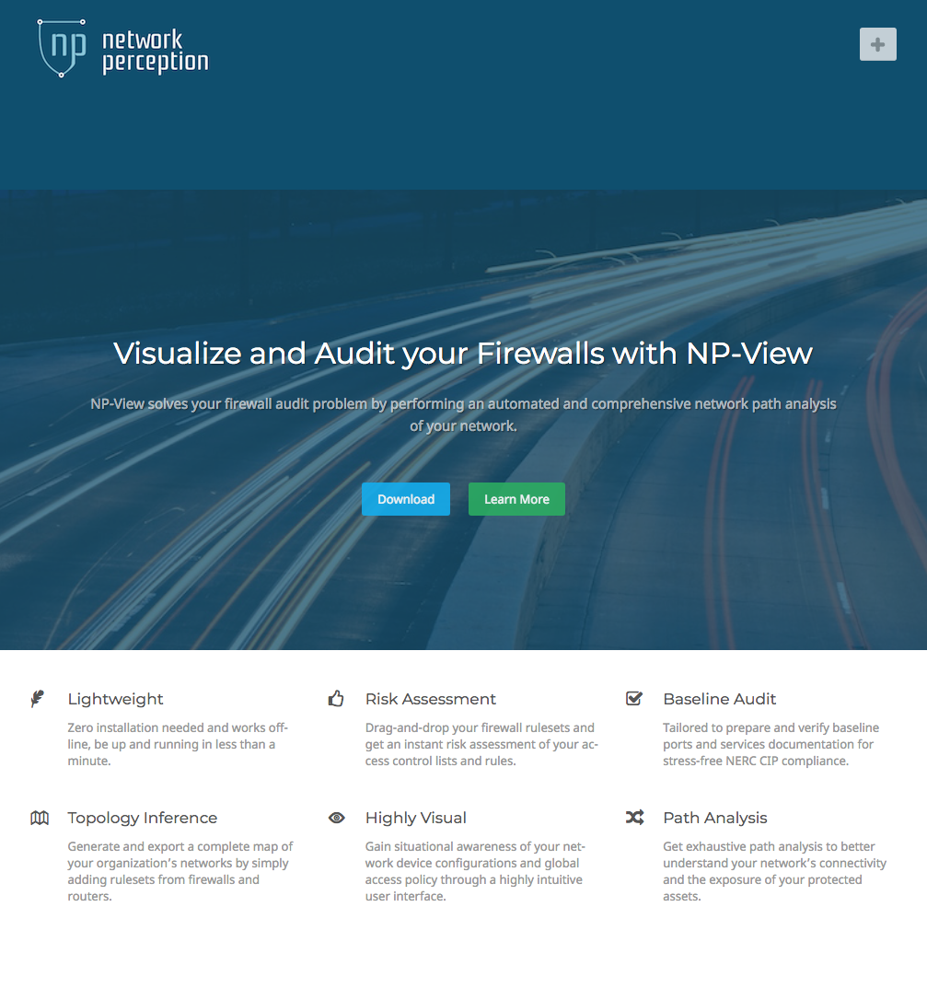 np network
perception
Visualize and Audit your Firewalls with NP-View
NP-View solves your firewall audit problem by performing an automated and comprehensive network path analysis
of your network.
Download Learn More
Lightweight
Zero installation needed and works off-
line, be up and running in less than a
minute.
Risk Assessment
Drag-and-drop your firewall rulesets and
get an instant risk assessment of your ac-
cess control lists and rules.
Baseline Audit
Tailored to prepare and verify baseline
ports and services documentation for
stress-free NERC CIP compliance.
Topology Inference
Generate and export a complete map of
your organization’s networks by simply
adding rulesets from firewalls and
routers.
Highly Visual
Gain situational awareness of your net-
work device configurations and global
access policy through a highly intuitive
user interface.
Path Analysis
Get exhaustive path analysis to better
understand your network’s connectivity
and the exposure of your protected
assets.